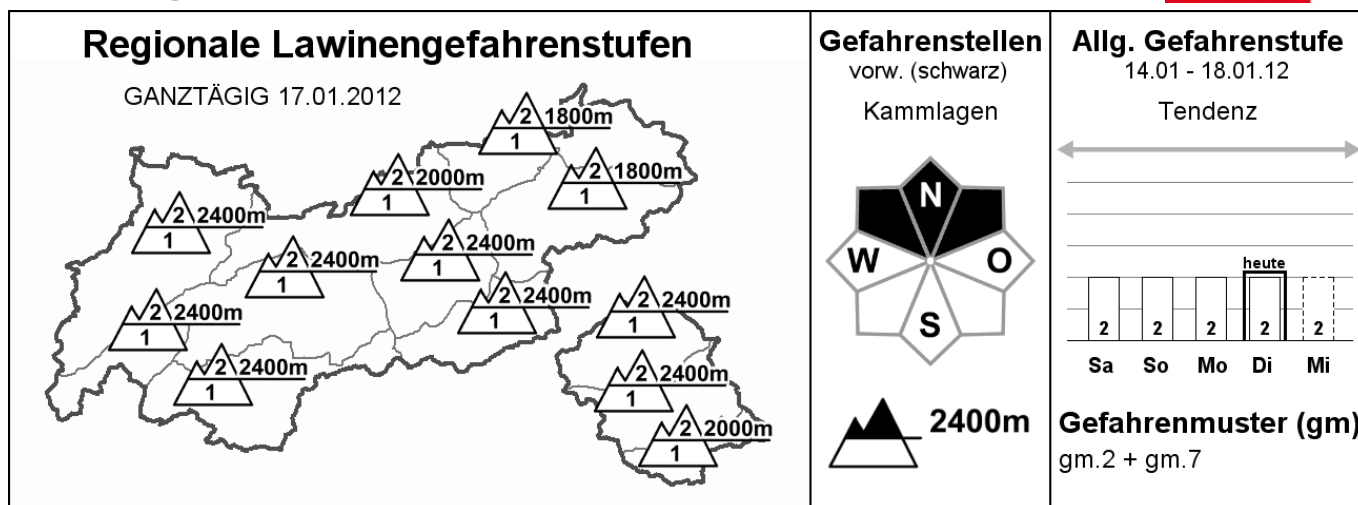 Regionale Lawinengefahrenstufen
GANZTÄGIG 17.01.2012
2 1800m
1
2 1800m
1
2 2000m
1
2 2400m
1
2 2400m
1
2 2400m
1
2 2400m
1
2 2400m
1
2 2400m
1
2 2400m
1
2 2400m
1
2 2000m
1
Gefahrenstellen
vorw. (schwarz)
Kammlagen
N
W O
S
2400m
Allg. Gefahrenstufe
14.01 - 18.01.12
Tendenz
heute
2 2 2 2 2
Sa So Mo Di Mi
Gefahrenmuster (gm)
gm.2 + gm.7